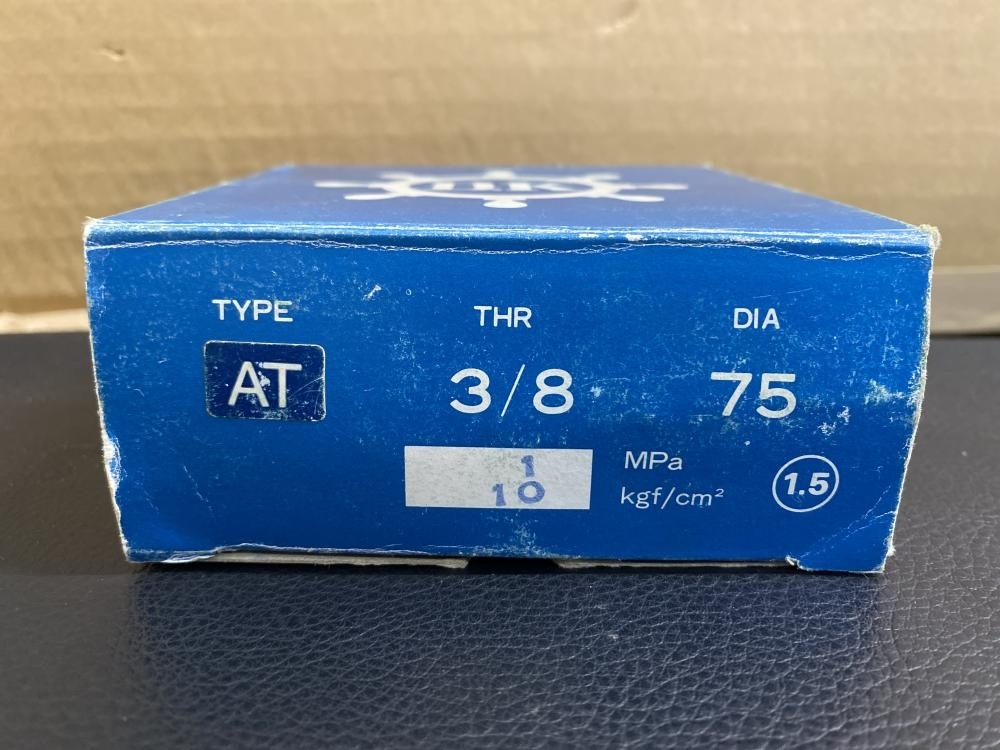 TYPE THR DIA
AT 3/8 75
1 MPa
10 kgf/cm² 1.5